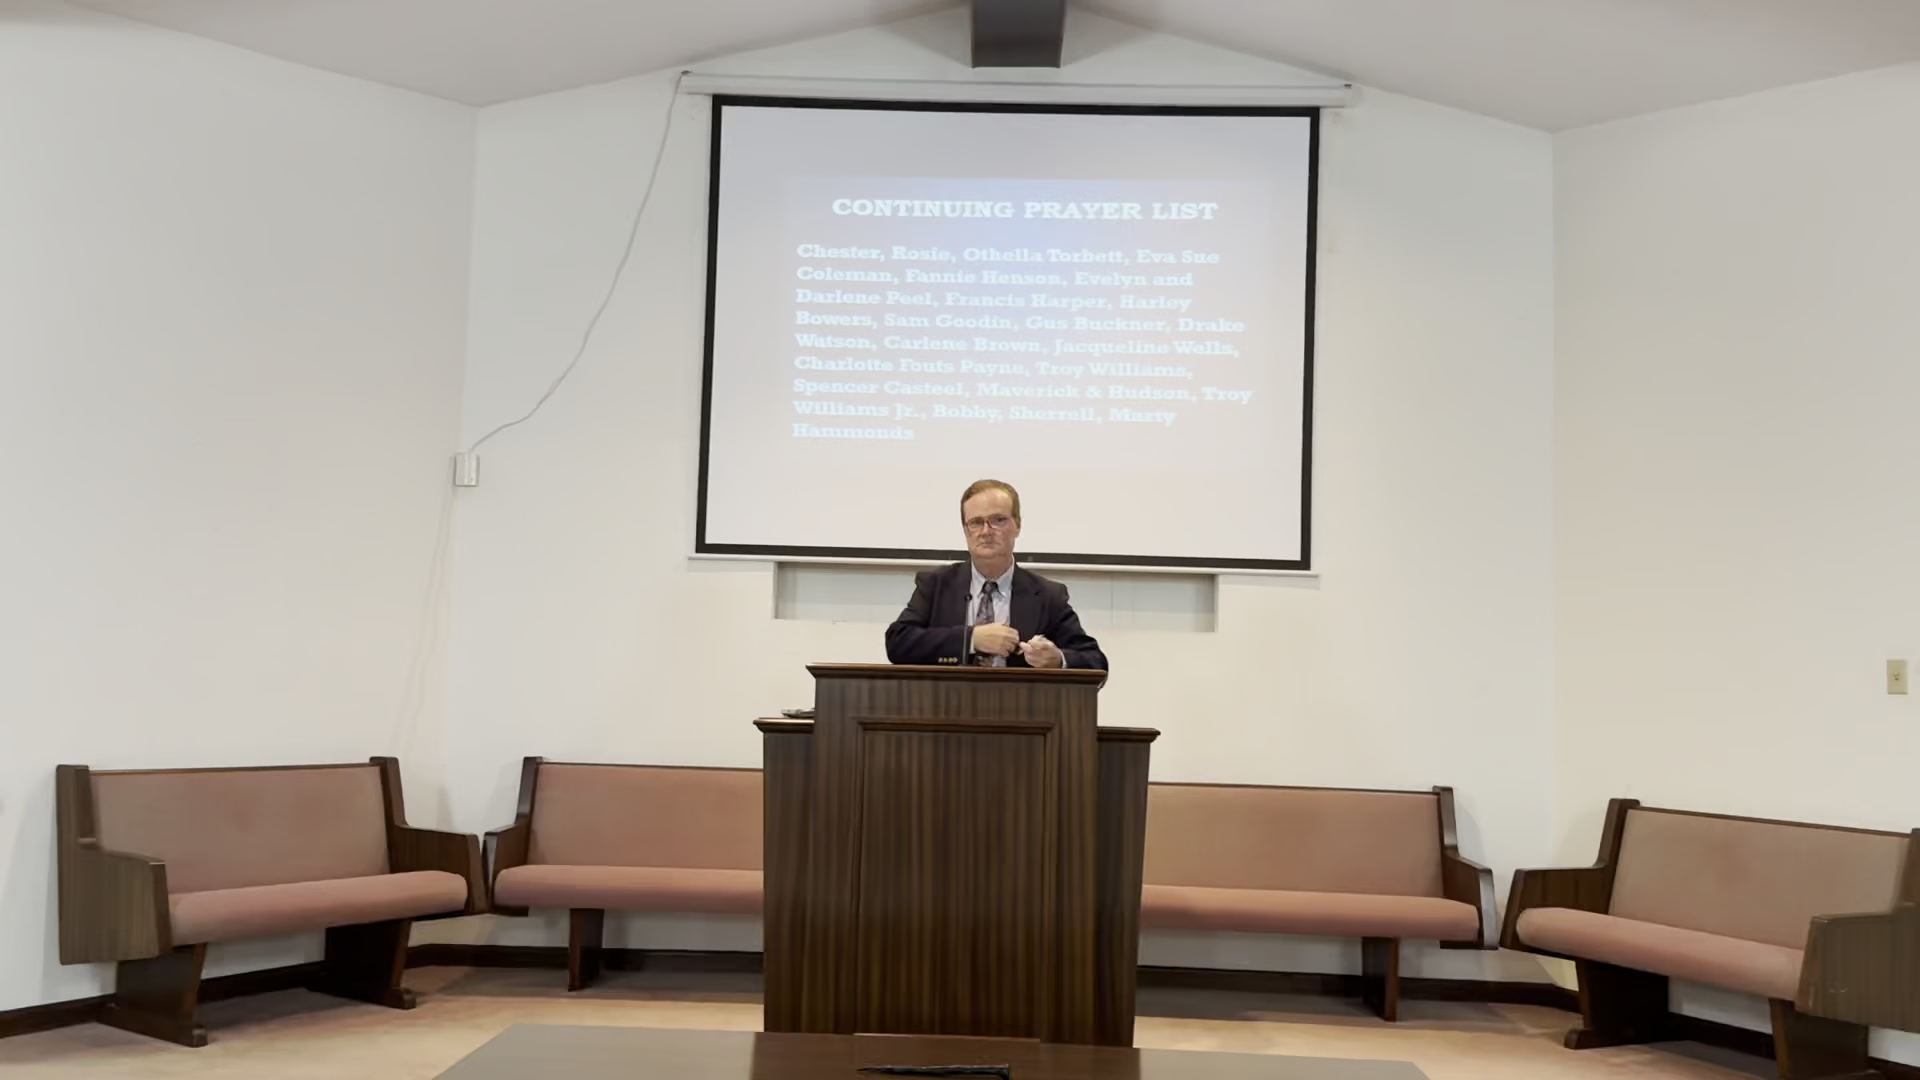 CONTINUING PRAYER LIST
Chester, Rosie, Othella Torbett, Eva Sue
Coleman, Fannie Henson, Evelyn and
Darlene Peel, Francis Harper, Harley
Bowers, Sam Goodin, Gus Buckner, Drake
Watson, Carlene Brown, Jacqueline Wells,
Charlotte Fouts Payne, Troy Williams,
Spencer Casteel, Maverick & Hudson, Troy
Williams Jr., Bobby, Sherrell, Marty
Hammonds